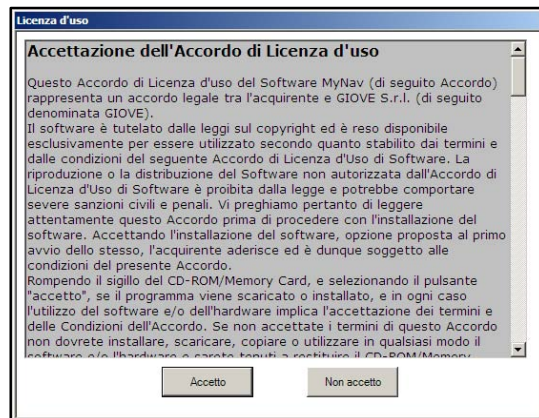 Licenza d'uso
Accettazione dell'Accordo di Licenza d'uso
Questo Accordo di Licenza d'uso del Software MyNav (di seguito Accordo)
rappresenta un accordo legale tra l'acquirente e GIOVE S.r.l. (di seguito
denominata GIOVE).
Il software è tutelato dalle leggi sul copyright ed è reso disponibile
esclusivamente per essere utilizzato secondo quanto stabilito dai termini e
dalle condizioni del seguente Accordo di Licenza d'Uso di Software. La
riproduzione o la distribuzione del Software non autorizzata dall'Accordo di
Licenza d'Uso di Software è proibita dalla legge e potrebbe comportare
severe sanzioni civili e penali. Vi preghiamo pertanto di leggere
attentamente questo Accordo prima di procedere con l'installazione del
software. Accettando l'installazione del software, opzione proposta al primo
avvio dello stesso, l'acquirente aderisce ed è dunque soggetto alle
condizioni del presente Accordo.
Rompendo il sigillo del CD-ROM/Memory Card, e selezionando il pulsante
"accetto", se il programma viene scaricato o installato, e in ogni caso
l'utilizzo del software e/o dell'hardware implica l'accettazione dei termini e
delle Condizioni dell'Accordo. Se non accettate i termini di questo Accordo
non dovrete installare, scaricare, copiare o utilizzare in qualsiasi modo il
software e/o l'hardware e sarete tenuti a restituire il CD-ROM/Memory
Accetto
Non accetto